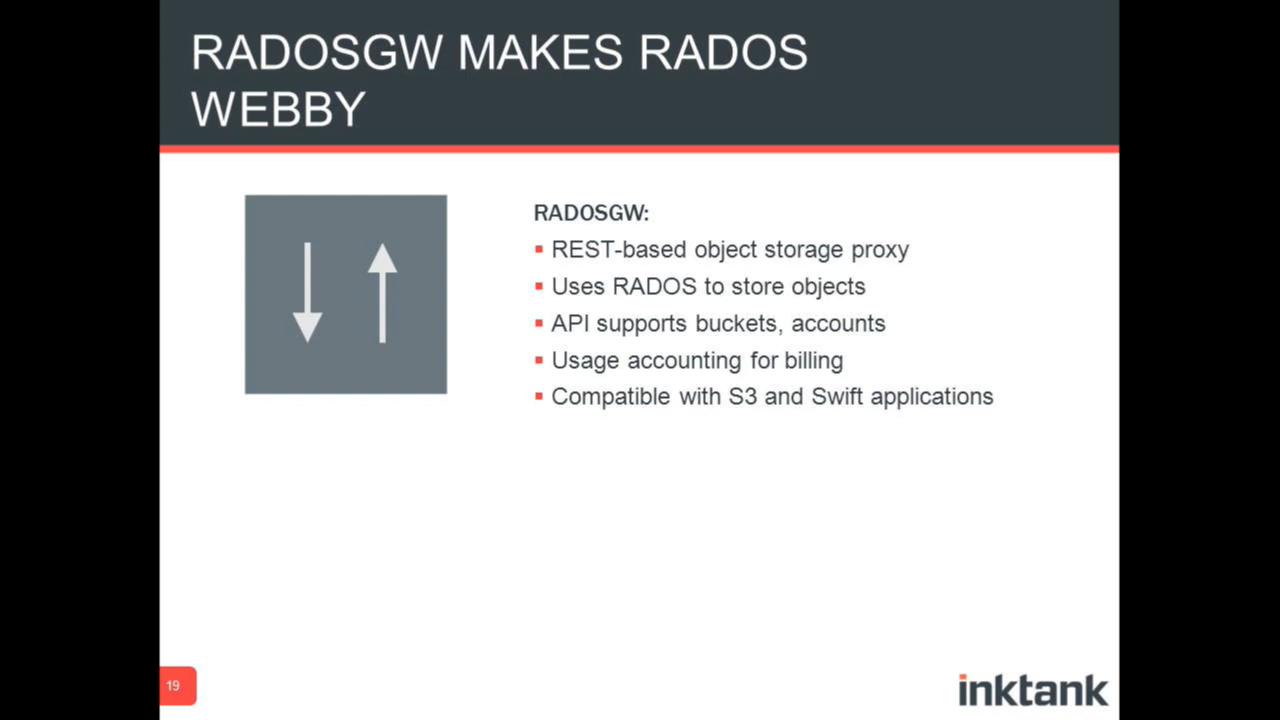 RADOSGW MAKES RADOS
WEBBY
RADOSGW:
REST-based object storage proxy
Uses RADOS to store objects
API supports buckets, accounts
Usage accounting for billing
Compatible with S3 and Swift applications
19
inktank